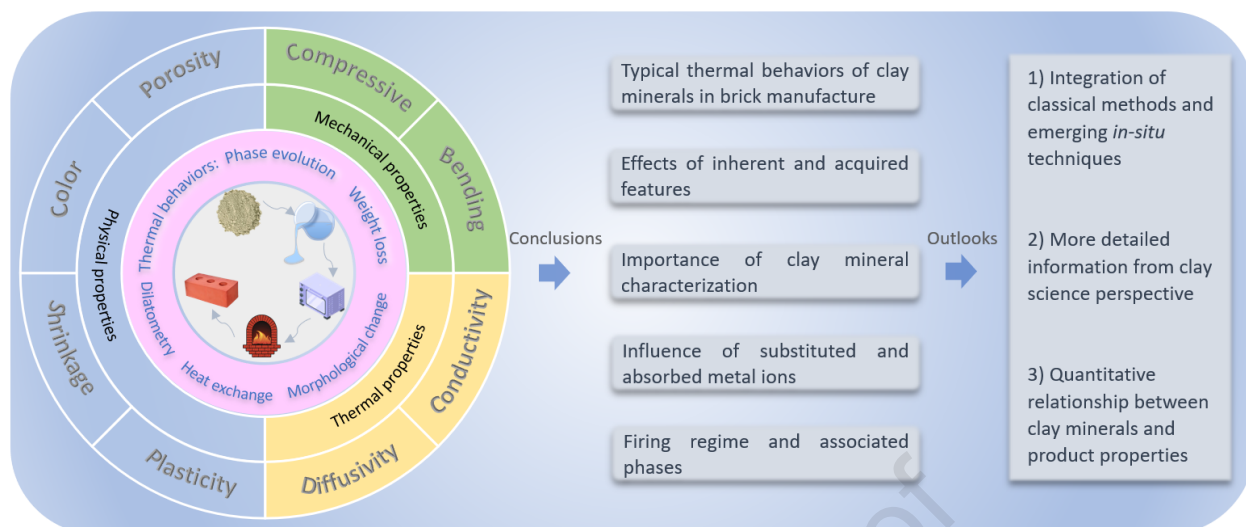 Porosity
Compressive
Color
Bending
Physical properties
Mechanical properties
Thermal behaviors: Phase evolution
Weight loss
Dilatometry
Heat exchange
Morphological change
Thermal properties
Shrinkage
Conductivity
Plasticity
Diffusivity
Conclusions
Typical thermal behaviors of clay
minerals in brick manufacture
Effects of inherent and acquired
features
Importance of clay mineral
characterization
Influence of substituted and
absorbed metal ions
Firing regime and associated
phases
Outlooks
1) Integration of
classical methods and
emerging in-situ
techniques
2) More detailed
information from clay
science perspective
3) Quantitative
relationship between
clay minerals and
product properties
of